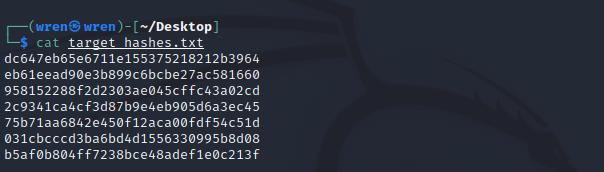 ┌──(wren㉿wren)-[~/Desktop]
└─$ cat target_hashes.txt
dc647eb65e6711e155375218212b3964
eb61eead90e3b899c6bcbe27ac581660
958152288f2d2303ae045cffc43a02cd
2c9341ca4cf3d87b9e4eb905d6a3ec45
75b71aa6842e450f12aca00fdf54c51d
031cbcccd3ba6bd4d1556330995b8d08
b5af0b804ff7238bce48adef1e0c213f